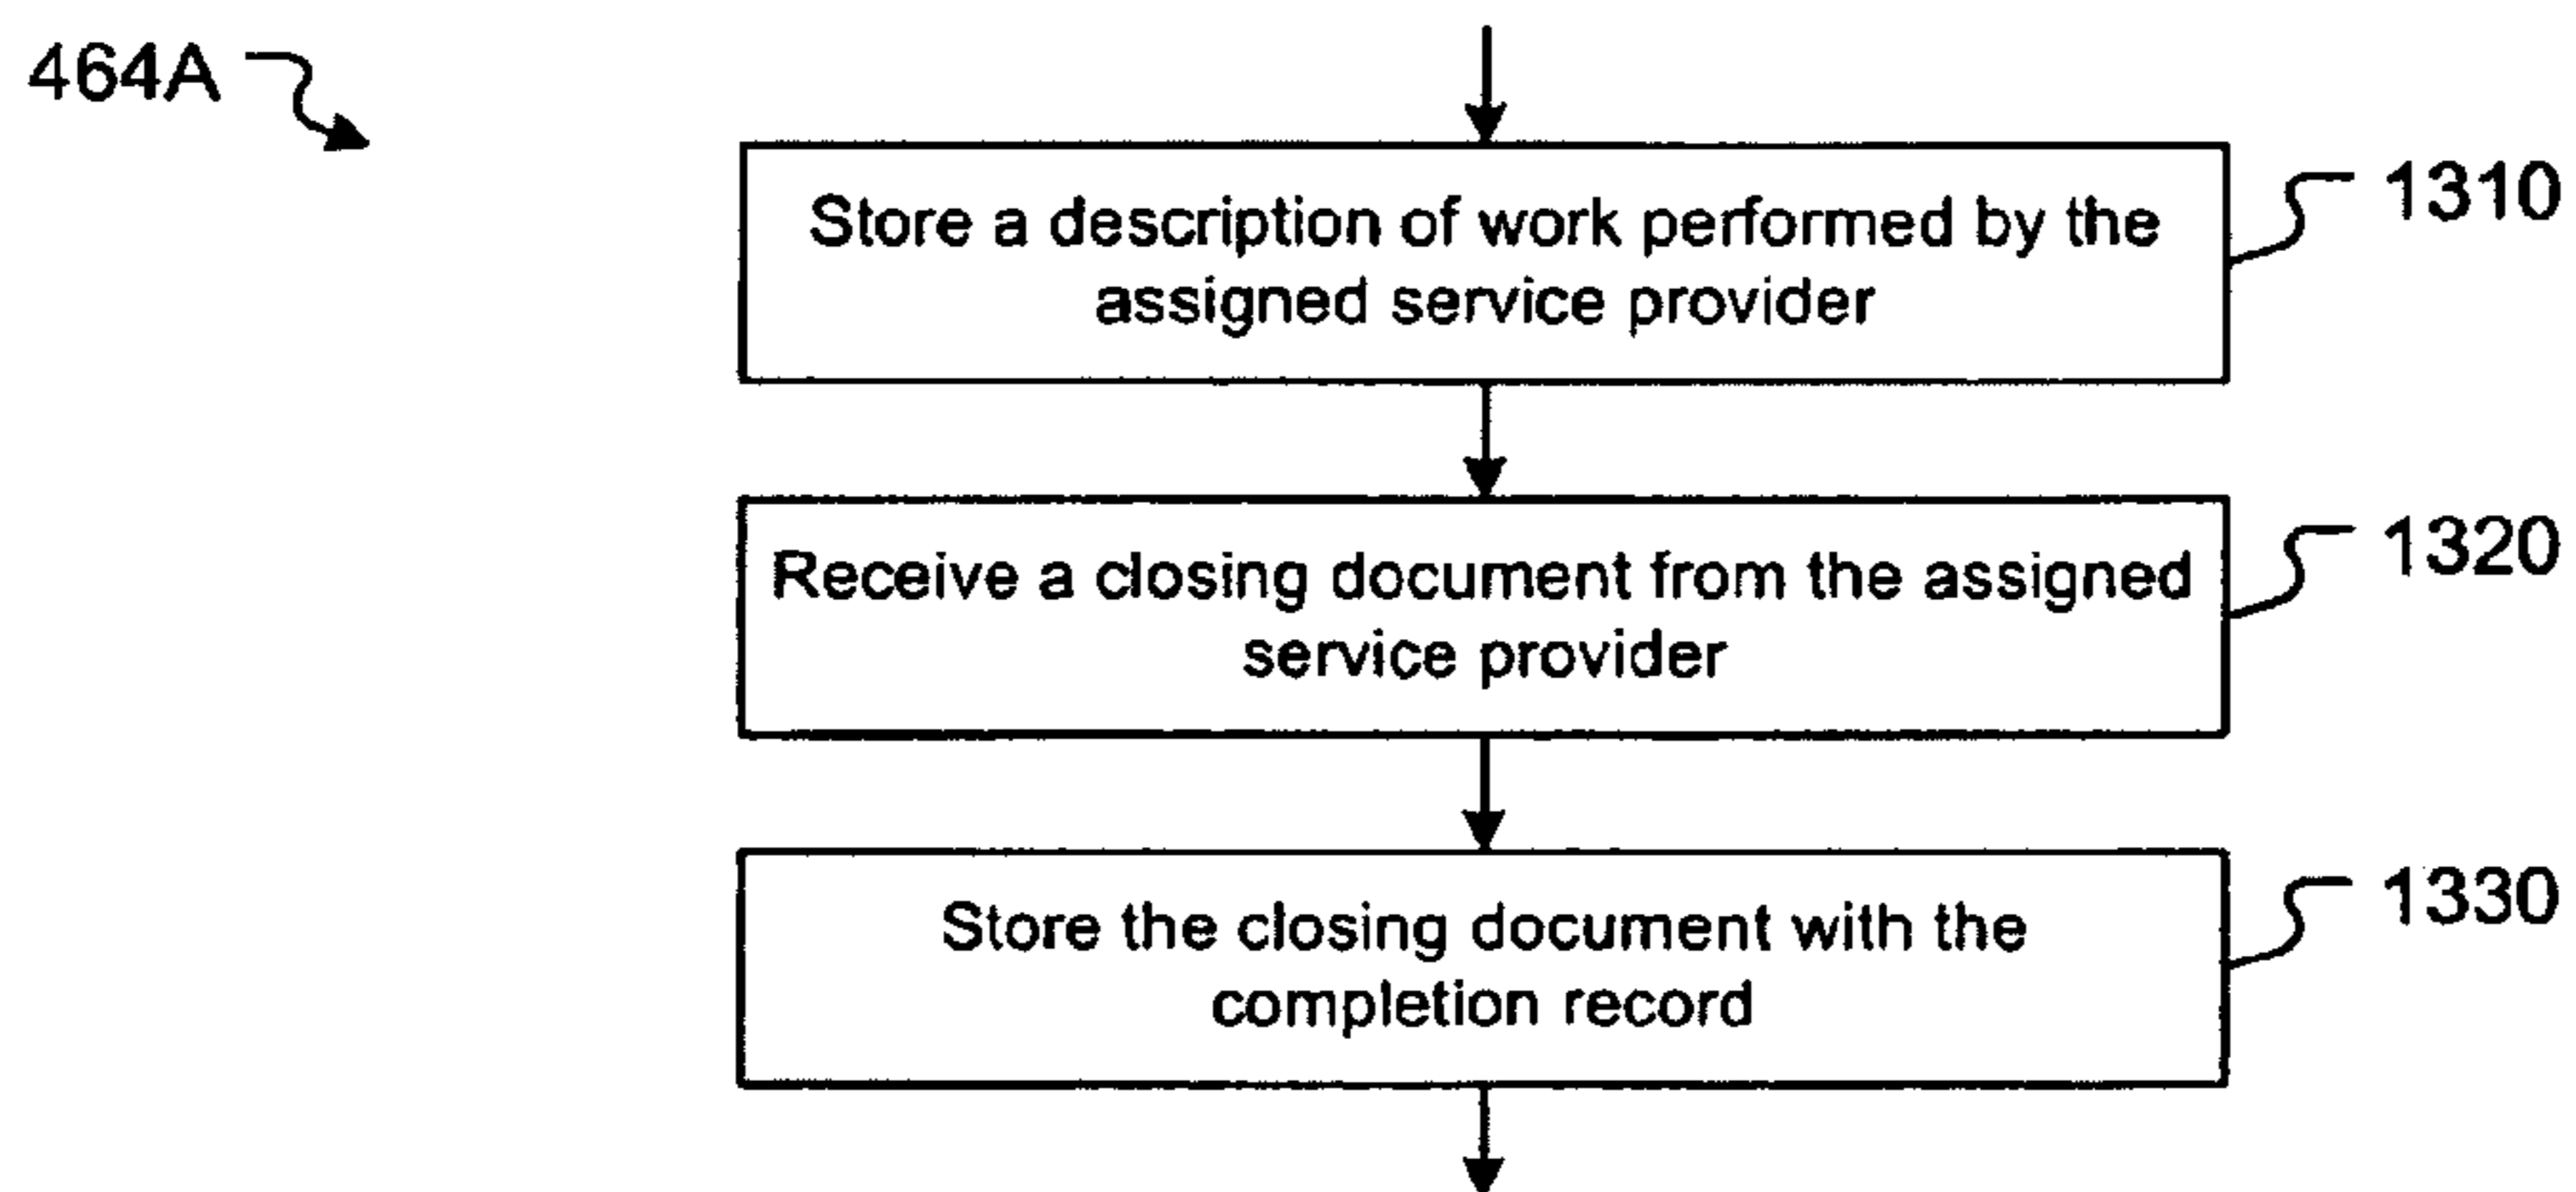 464A
Store a description of work performed by the
assigned service provider
1310
Receive a closing document from the assigned
service provider
1320
Store the closing document with the
completion record
1330